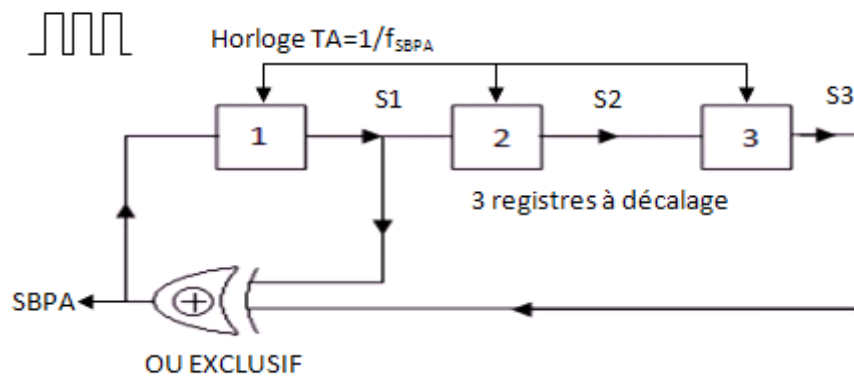 Horloge TA=1/fSBPA
S1
S2
S3
1
2
3
3 registres à décalage
SBPA
+
OU EXCLUSIF